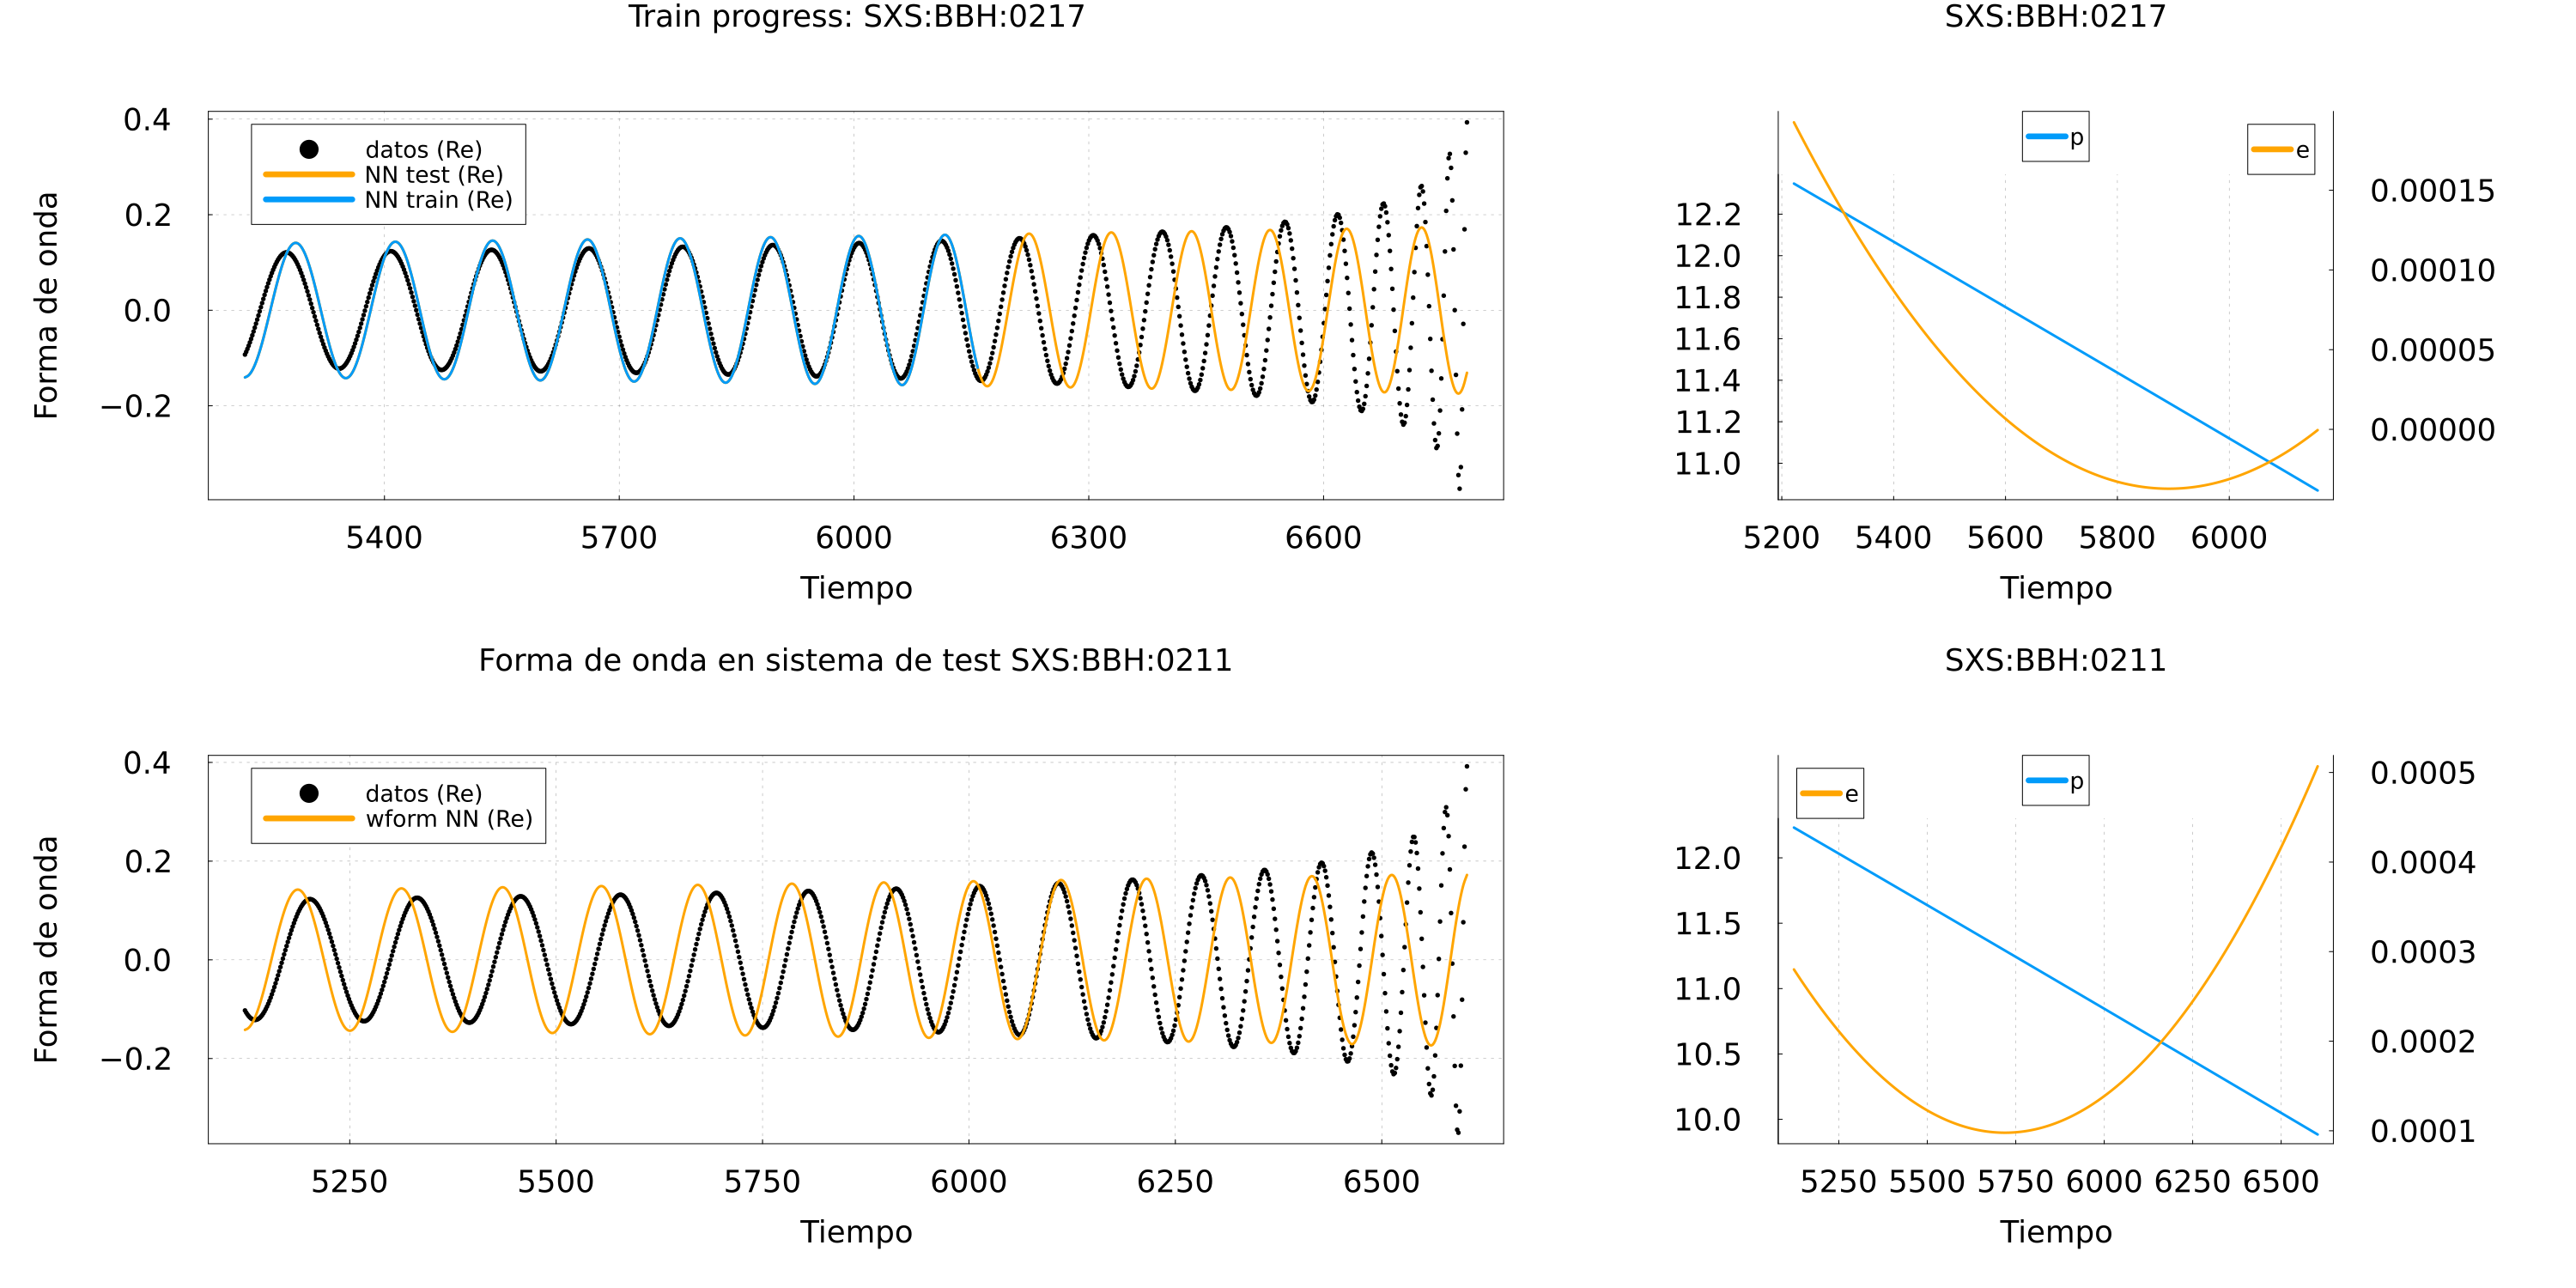 Train progress: SXS:BBH:0217
0.4
0.2
0.0
−0.2
Forma de onda
datos (Re)
NN test (Re)
NN train (Re)
5400 5700 6000 6300 6600
Tiempo
SXS:BBH:0217
12.2
12.0
11.8
11.6
11.4
11.2
11.0
p
e
0.00015
0.00010
0.00005
0.00000
5200 5400 5600 5800 6000
Tiempo
Forma de onda en sistema de test SXS:BBH:0211
0.4
0.2
0.0
−0.2
Forma de onda
datos (Re)
wform NN (Re)
5250 5500 5750 6000 6250 6500
Tiempo
SXS:BBH:0211
12.0
11.5
11.0
10.5
10.0
e
p
0.0005
0.0004
0.0003
0.0002
0.0001
5250 5500 5750 6000 6250 6500
Tiempo